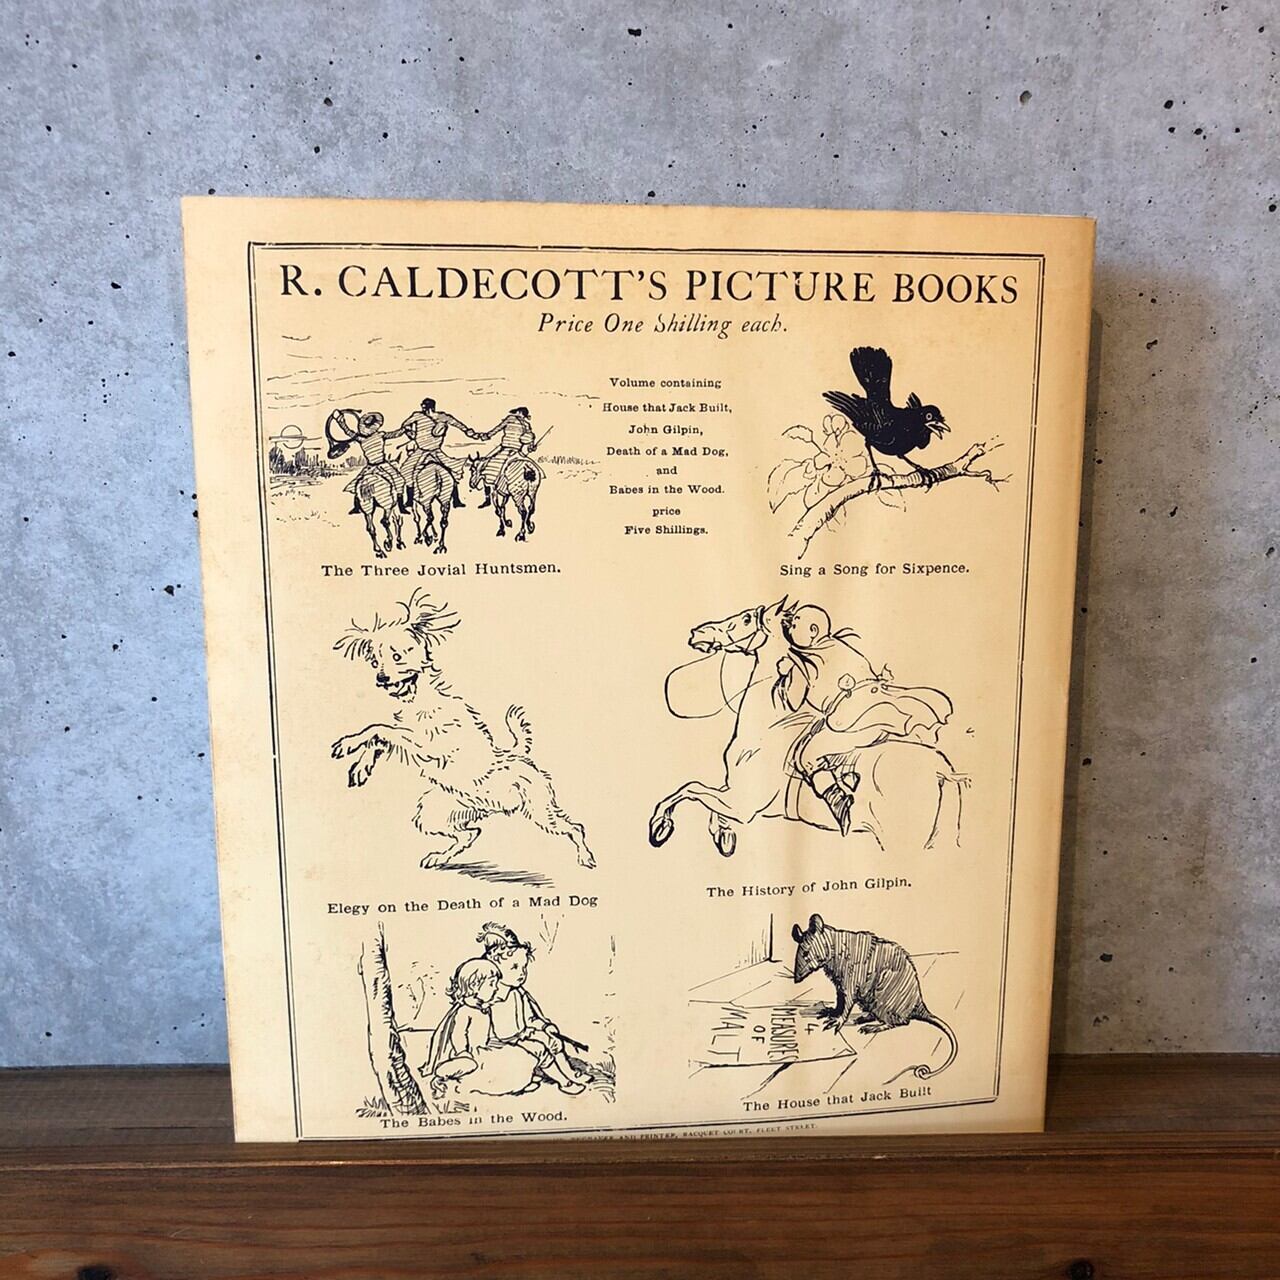 R. CALDECOTT'S PICTURE BOOKS
Price One Shilling each.
Volume containing
House that Jack Built,
John Gilpin,
Death of a Mad Dog,
and
Babes in the Wood.
price
Five Shillings.
The Three Jovial Huntsmen.
Sing a Song for Sixpence.
Elegy on the Death of a Mad Dog
The History of John Gilpin.
4
MEASURES
OF
MALT
The Babes in the Wood.
The House that Jack Built
ENGRAVER AND PRINTER, RACQUET COURT, FLEET STREET.